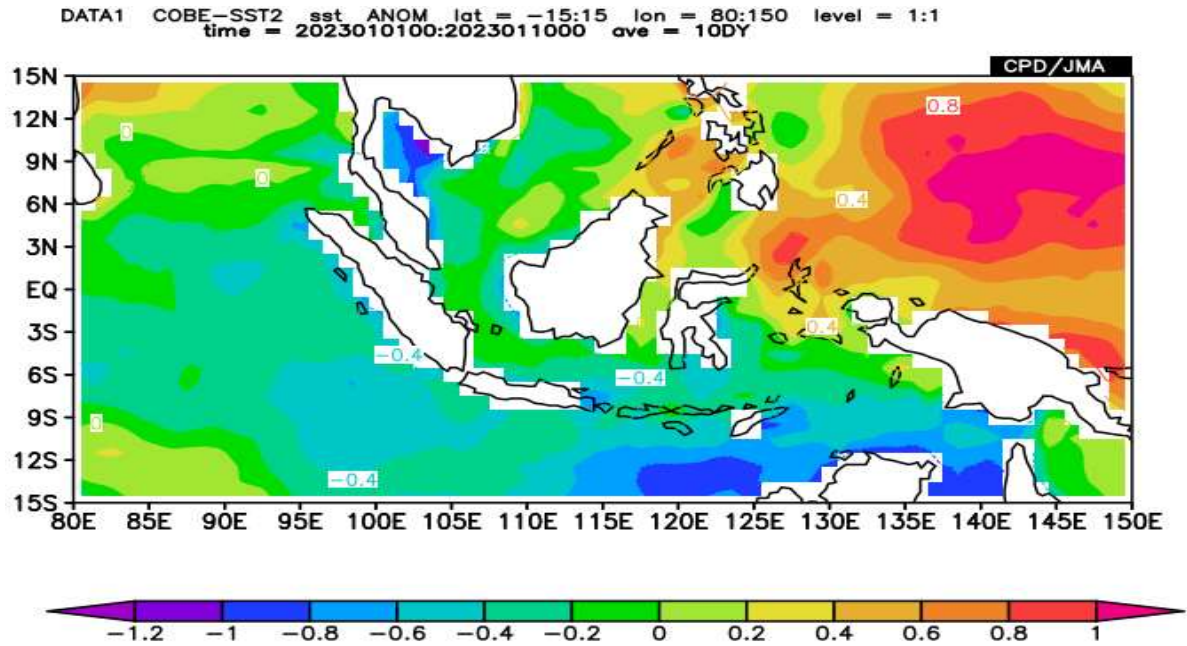 DATA1 COBE-SST2 sst ANOM lat = -15:15 lon = 80:150 level = 1:1
time = 2023010100:2023011000 ave = 10DY
CPD/JMA
15N
12N
9N
6N
3N
EQ
3S
6S
9S
12S
15S
0.8
0
0
0.4
0.4
-0.4
-0.4
0
-0.4
80E 85E 90E 95E 100E 105E 110E 115E 120E 125E 130E 135E 140E 145E 150E
-1.2 -1 -0.8 -0.6 -0.4 -0.2 0 0.2 0.4 0.6 0.8 1